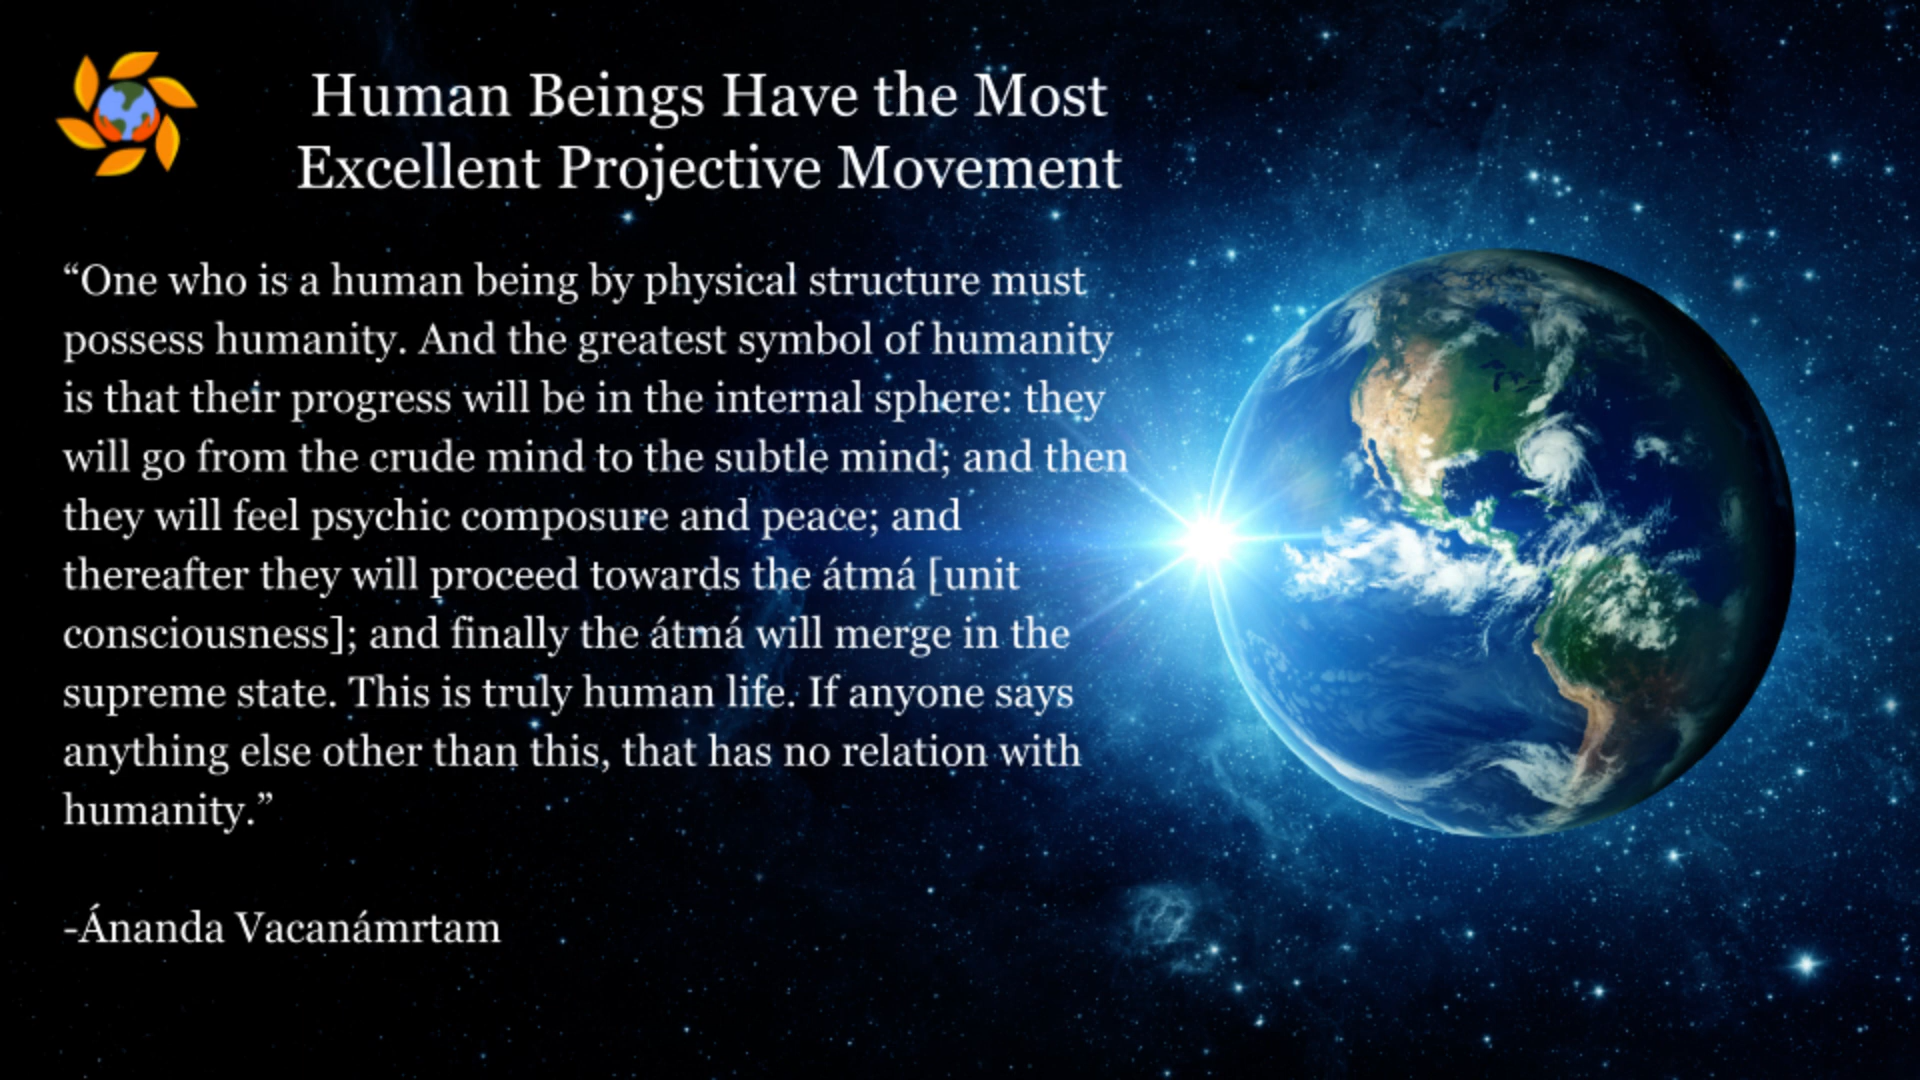 Human Beings Have the Most
Excellent Projective Movement
“One who is a human being by physical structure must
possess humanity. And the greatest symbol of humanity
is that their progress will be in the internal sphere: they
will go from the crude mind to the subtle mind; and then
they will feel psychic composure and peace; and
thereafter they will proceed towards the átmá [unit
consciousness]; and finally the átmá will merge in the
supreme state. This is truly human life. If anyone says
anything else other than this, that has no relation with
humanity.”
-Ánanda Vacanámrtam